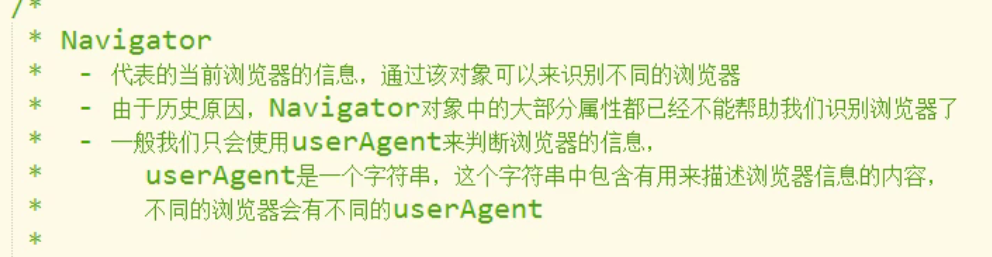 /*
* Navigator
* - 代表的当前浏览器的信息，通过该对象可以来识别不同的浏览器
* - 由于历史原因，Navigator对象中的大部分属性都已经不能帮助我们识别浏览器了
* - 一般我们只会使用userAgent来判断浏览器的信息，
* userAgent是一个字符串，这个字符串中包含有用来描述浏览器信息的内容，
* 不同的浏览器会有不同的userAgent
*